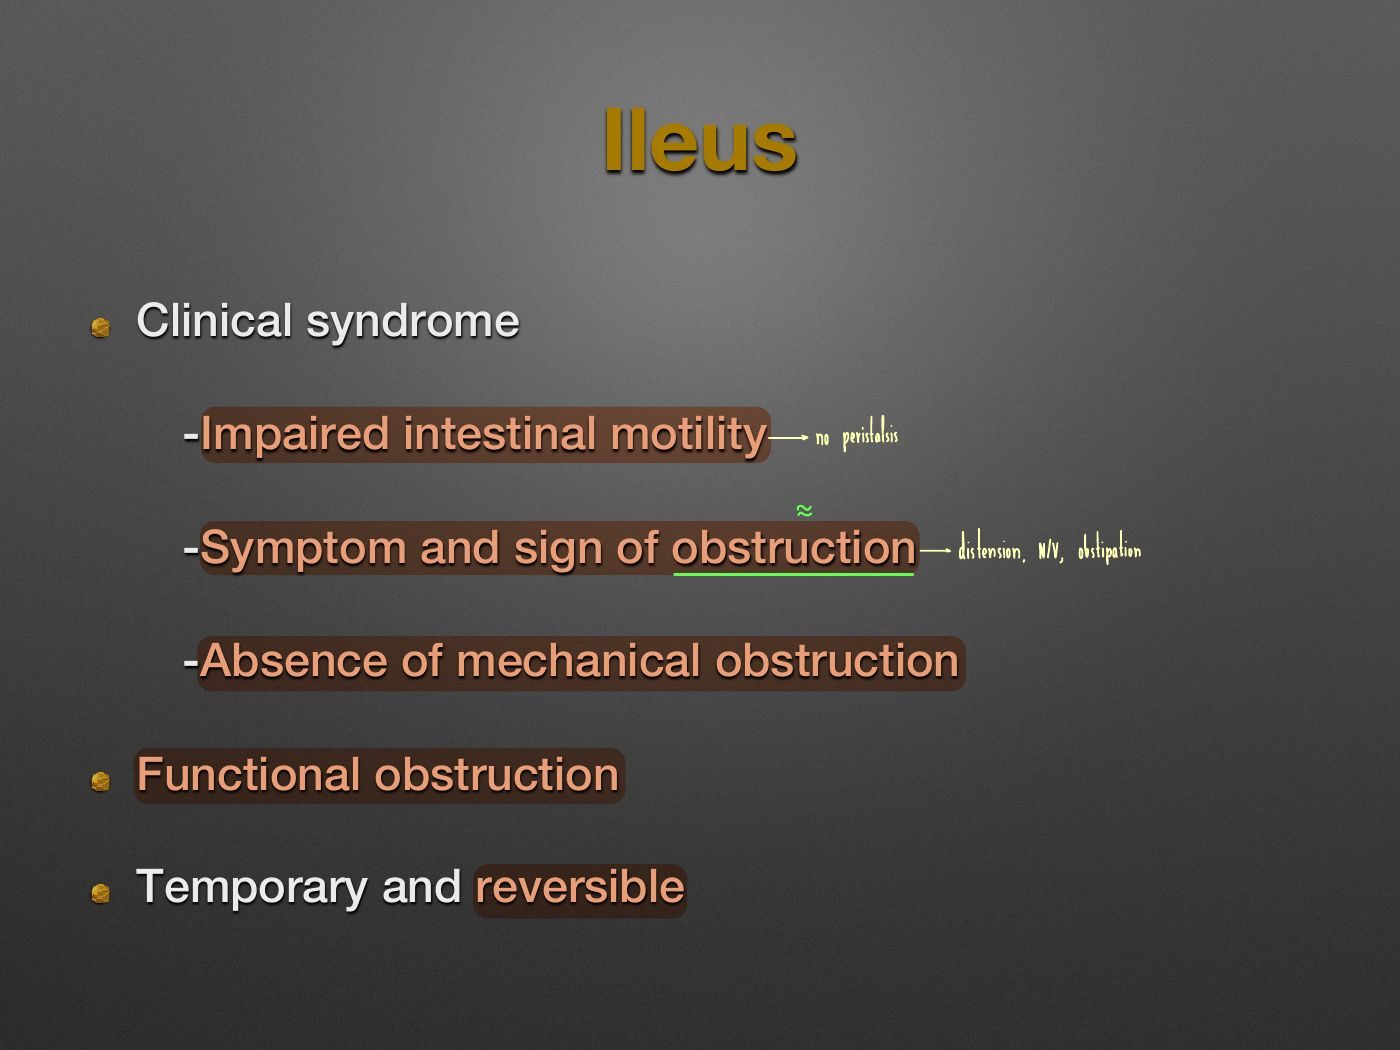 Ileus
Clinical syndrome
-Impaired intestinal motility → no peristalsis
≈
-Symptom and sign of obstruction → distension, N/V, obstipation
-Absence of mechanical obstruction
Functional obstruction
Temporary and reversible